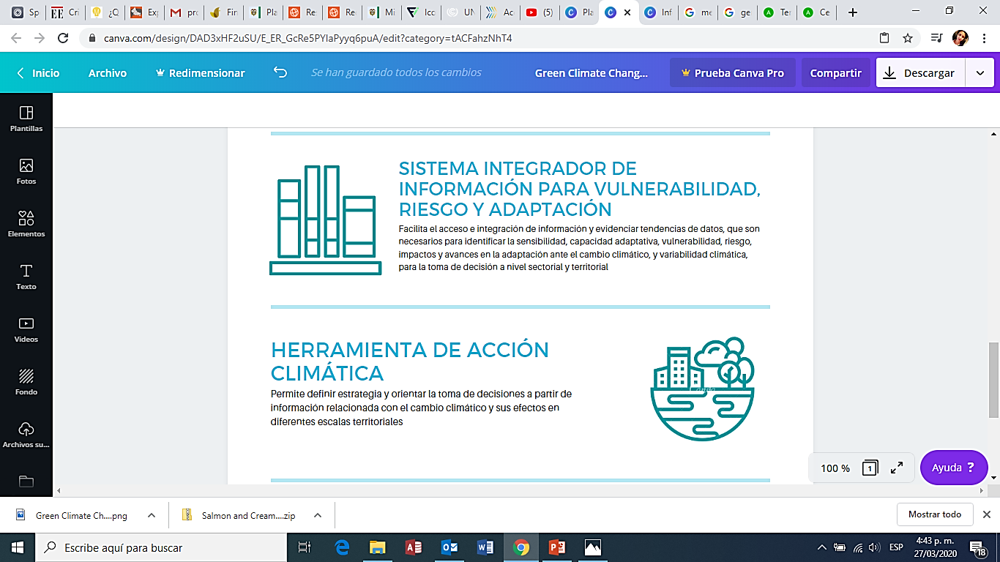 Sp
Cri
¿Q
Exp
pro
Fin
Pla
Re
Re
Mi
Icc
UN
Ac
(5)
Pla
Inf
me
ge
Ter
Ce
canva.com/design/DAD3xHF2uSU/E_ER_GcRe5PYlaPyyq6puA/edit?category=tACFahzNhT4
Inicio
Archivo
Redimensionar
Se han guardado todos los cambios
Green Climate Chang...
Prueba Canva Pro
Compartir
Descargar
Plantillas
Fotos
Elementos
Texto
Videos
Fondo
Archivos su...
SISTEMA INTEGRADOR DE
INFORMACIÓN PARA VULNERABILIDAD,
RIESGO Y ADAPTACIÓN
Facilita el acceso e integración de información y evidenciar tendencias de datos, que son
necesarios para identificar la sensibilidad, capacidad adaptativa, vulnerabilidad, riesgo,
impactos y avances en la adaptación ante el cambio climático, y variabilidad climática,
para la toma de decisión a nivel sectorial y territorial
HERRAMIENTA DE ACCIÓN
CLIMÁTICA
Permite definir estrategia y orientar la toma de decisiones a partir de
información relacionada con el cambio climático y sus efectos en
diferentes escalas territoriales
100 %
1
Ayuda ?
Green Climate Ch....png
Salmon and Cream....zip
Mostrar todo
Escribe aquí para buscar
ESP
4:43 p. m.
27/03/2020
18